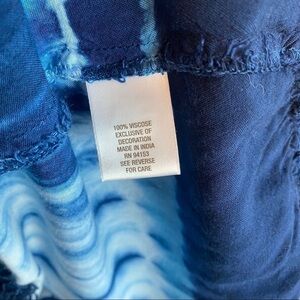 100% VISCOSE
EXCLUSIVE OF
DECORATION
MADE IN INDIA
RN 94153
SEE REVERSE
FOR CARE